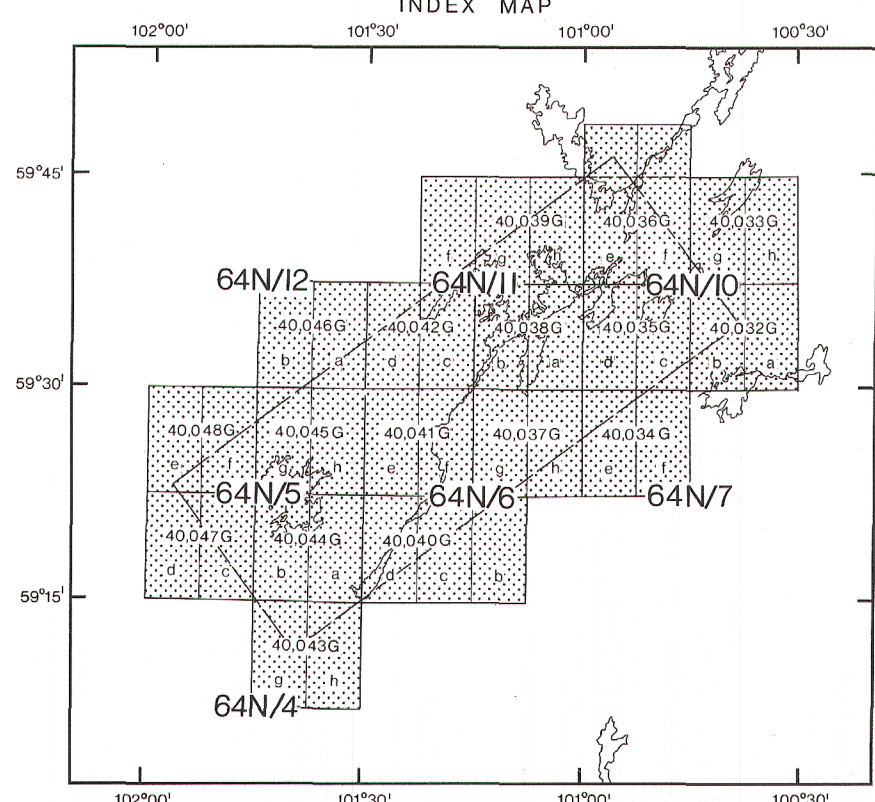 INDEX MAP
102°00' 101°30' 101°00' 100°30'
59°45'
40,039G 40,036G 40,033G
f g h e f g h
64N/12 64N/11 64N/10
40,046G 40,042G 40,038G 40,035G 40,032G
b a d c b a d c b a
59°30'
40,048G 40,045G 40,041G 40,037G 40,034G
e f g h e f g h e f
64N/5 64N/6 64N/7
40,047G 40,044G 40,040G
d c b a d c b
59°15'
40,043G
g h
64N/4
102°00' 101°30' 101°00' 100°30'